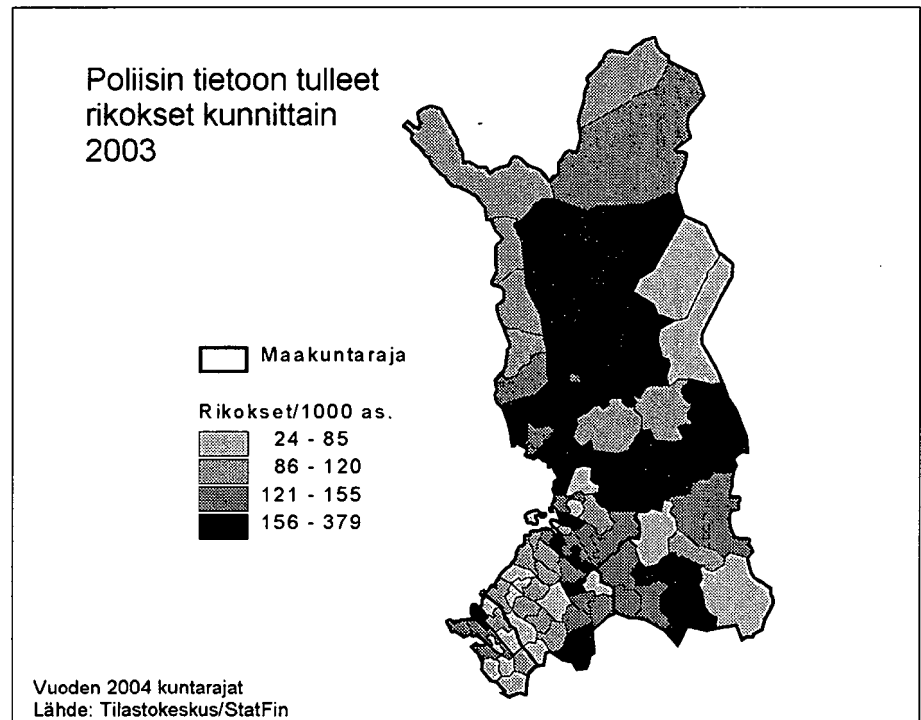 Poliisin tietoon tulleet
rikokset kunnittain
2003
Maakuntaraja
Rikokset/1000 as.
24 - 85
86 - 120
121 - 155
156 - 379
Vuoden 2004 kuntarajat
Lähde: Tilastokeskus/StatFin